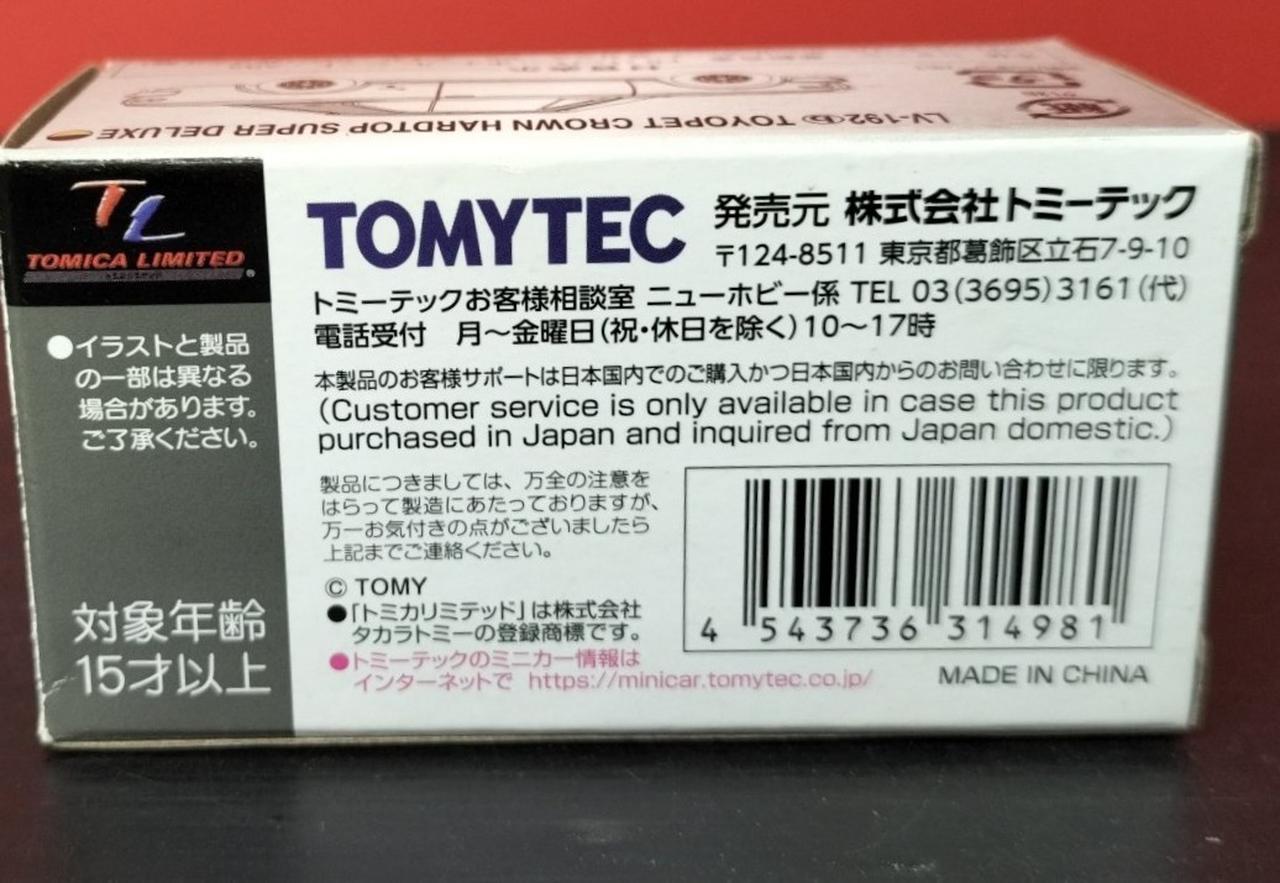 LV-192 b TOYOPET CROWN HARDTOP SUPER DELUXE
TL
TOMICA LIMITED
●イラストと製品
の一部は異なる
場合があります。
ご了承ください。
対象年齢
15才以上
TOMYTEC 発売元 株式会社トミーテック
〒124-8511 東京都葛飾区立石7-9-10
トミーテックお客様相談室 ニューホビー係 TEL 03(3695)3161(代)
電話受付 月〜金曜日(祝・休日を除く)10〜17時
本製品のお客様サポートは日本国内でのご購入かつ日本国内からのお問い合わせに限ります。
(Customer service is only available in case this product
purchased in Japan and inquired from Japan domestic.)
製品につきましては、万全の注意を
はらって製造にあたっておりますが、
万一お気付きの点がございましたら
上記までご連絡ください。
© TOMY
●「トミカリミテッド」は株式会社
タカラトミーの登録商標です。
●トミーテックのミニカー情報は
インターネットで https://minicar.tomytec.co.jp/
4 543736 314981
MADE IN CHINA